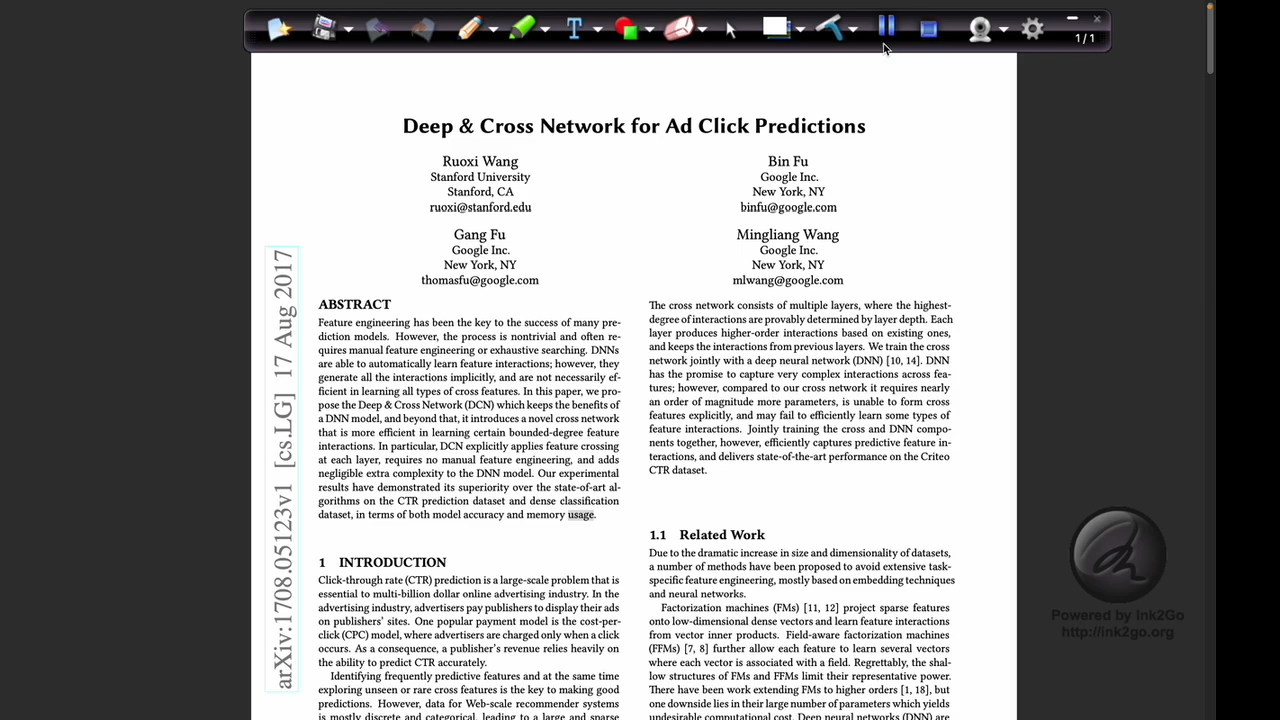 T
1/1
Deep & Cross Network for Ad Click Predictions
Ruoxi Wang
Stanford University
Stanford, CA
ruoxi@stanford.edu
Bin Fu
Google Inc.
New York, NY
binfu@google.com
Gang Fu
Google Inc.
New York, NY
thomasfu@google.com
Mingliang Wang
Google Inc.
New York, NY
mlwang@google.com
arXiv:1708.05123v1 [cs.LG] 17 Aug 2017
ABSTRACT
Feature engineering has been the key to the success of many pre-
diction models. However, the process is nontrivial and often re-
quires manual feature engineering or exhaustive searching. DNNs
are able to automatically learn feature interactions; however, they
generate all the interactions implicitly, and are not necessarily ef-
ficient in learning all types of cross features. In this paper, we pro-
pose the Deep & Cross Network (DCN) which keeps the benefits of
a DNN model, and beyond that, it introduces a novel cross network
that is more efficient in learning certain bounded-degree feature
interactions. In particular, DCN explicitly applies feature crossing
at each layer, requires no manual feature engineering, and adds
negligible extra complexity to the DNN model. Our experimental
results have demonstrated its superiority over the state-of-art al-
gorithms on the CTR prediction dataset and dense classification
dataset, in terms of both model accuracy and memory usage.
1 INTRODUCTION
Click-through rate (CTR) prediction is a large-scale problem that is
essential to multi-billion dollar online advertising industry. In the
advertising industry, advertisers pay publishers to display their ads
on publishers' sites. One popular payment model is the cost-per-
click (CPC) model, where advertisers are charged only when a click
occurs. As a consequence, a publisher's revenue relies heavily on
the ability to predict CTR accurately.
Identifying frequently predictive features and at the same time
exploring unseen or rare cross features is the key to making good
predictions. However, data for Web-scale recommender systems
is mostly discrete and categorical, leading to a large and sparse
The cross network consists of multiple layers, where the highest-
degree of interactions are provably determined by layer depth. Each
layer produces higher-order interactions based on existing ones,
and keeps the interactions from previous layers. We train the cross
network jointly with a deep neural network (DNN) [10, 14]. DNN
has the promise to capture very complex interactions across fea-
tures; however, compared to our cross network it requires nearly
an order of magnitude more parameters, is unable to form cross
features explicitly, and may fail to efficiently learn some types of
feature interactions. Jointly training the cross and DNN compo-
nents together, however, efficiently captures predictive feature in-
teractions, and delivers state-of-the-art performance on the Criteo
CTR dataset.
1.1 Related Work
Due to the dramatic increase in size and dimensionality of datasets,
a number of methods have been proposed to avoid extensive task-
specific feature engineering, mostly based on embedding techniques
and neural networks.
Factorization machines (FMs) [11, 12] project sparse features
onto low-dimensional dense vectors and learn feature interactions
from vector inner products. Field-aware factorization machines
(FFMs) [7, 8] further allow each feature to learn several vectors
where each vector is associated with a field. Regrettably, the shal-
low structures of FMs and FFMs limit their representative power.
There have been work extending FMs to higher orders [1, 18], but
one downside lies in their large number of parameters which yields
undesirable computational cost. Deep neural networks (DNN) are
Powered by Ink2Go
http://ink2go.org